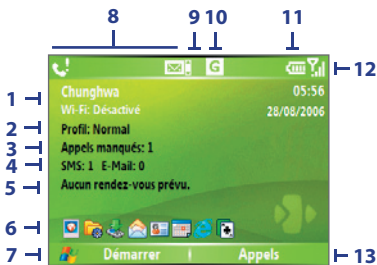 8 9 10 11
G
12
1 Chunghwa 05:56
Wi-Fi: Désactivé 28/08/2006
2 Profil: Normal
3 Appels manqués: 1
4 SMS: 1 E-Mail: 0
5 Aucun rendez-vous prévu.
6
7 Démarrer Appels 13